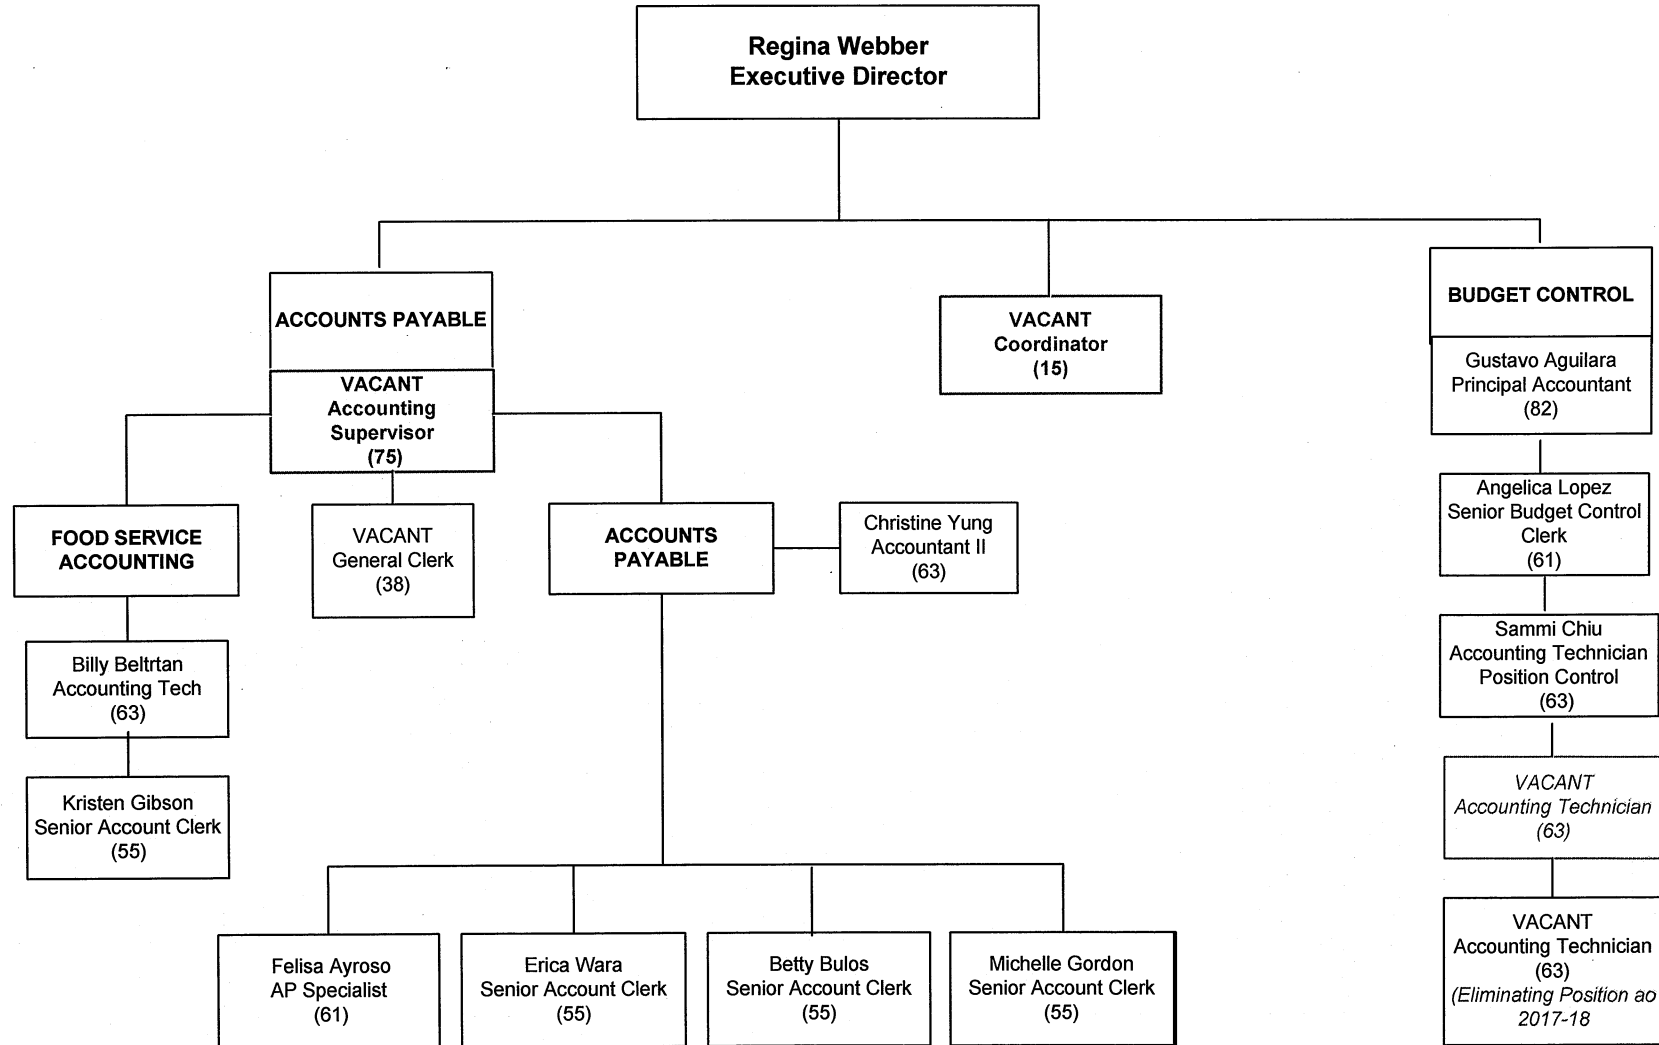 Regina Webber
Executive Director
ACCOUNTS PAYABLE
VACANT
Accounting
Supervisor
(75)
VACANT
Coordinator
(15)
BUDGET CONTROL
Gustavo Aguilara
Principal Accountant
(82)
FOOD SERVICE
ACCOUNTING
VACANT
General Clerk
(38)
ACCOUNTS
PAYABLE
Christine Yung
Accountant II
(63)
Angelica Lopez
Senior Budget Control
Clerk
(61)
Billy Beltrtan
Accounting Tech
(63)
Sammi Chiu
Accounting Technician
Position Control
(63)
Kristen Gibson
Senior Account Clerk
(55)
VACANT
Accounting Technician
(63)
Felisa Ayroso
AP Specialist
(61)
Erica Wara
Senior Account Clerk
(55)
Betty Bulos
Senior Account Clerk
(55)
Michelle Gordon
Senior Account Clerk
(55)
VACANT
Accounting Technician
(63)
(Eliminating Position ao
2017-18